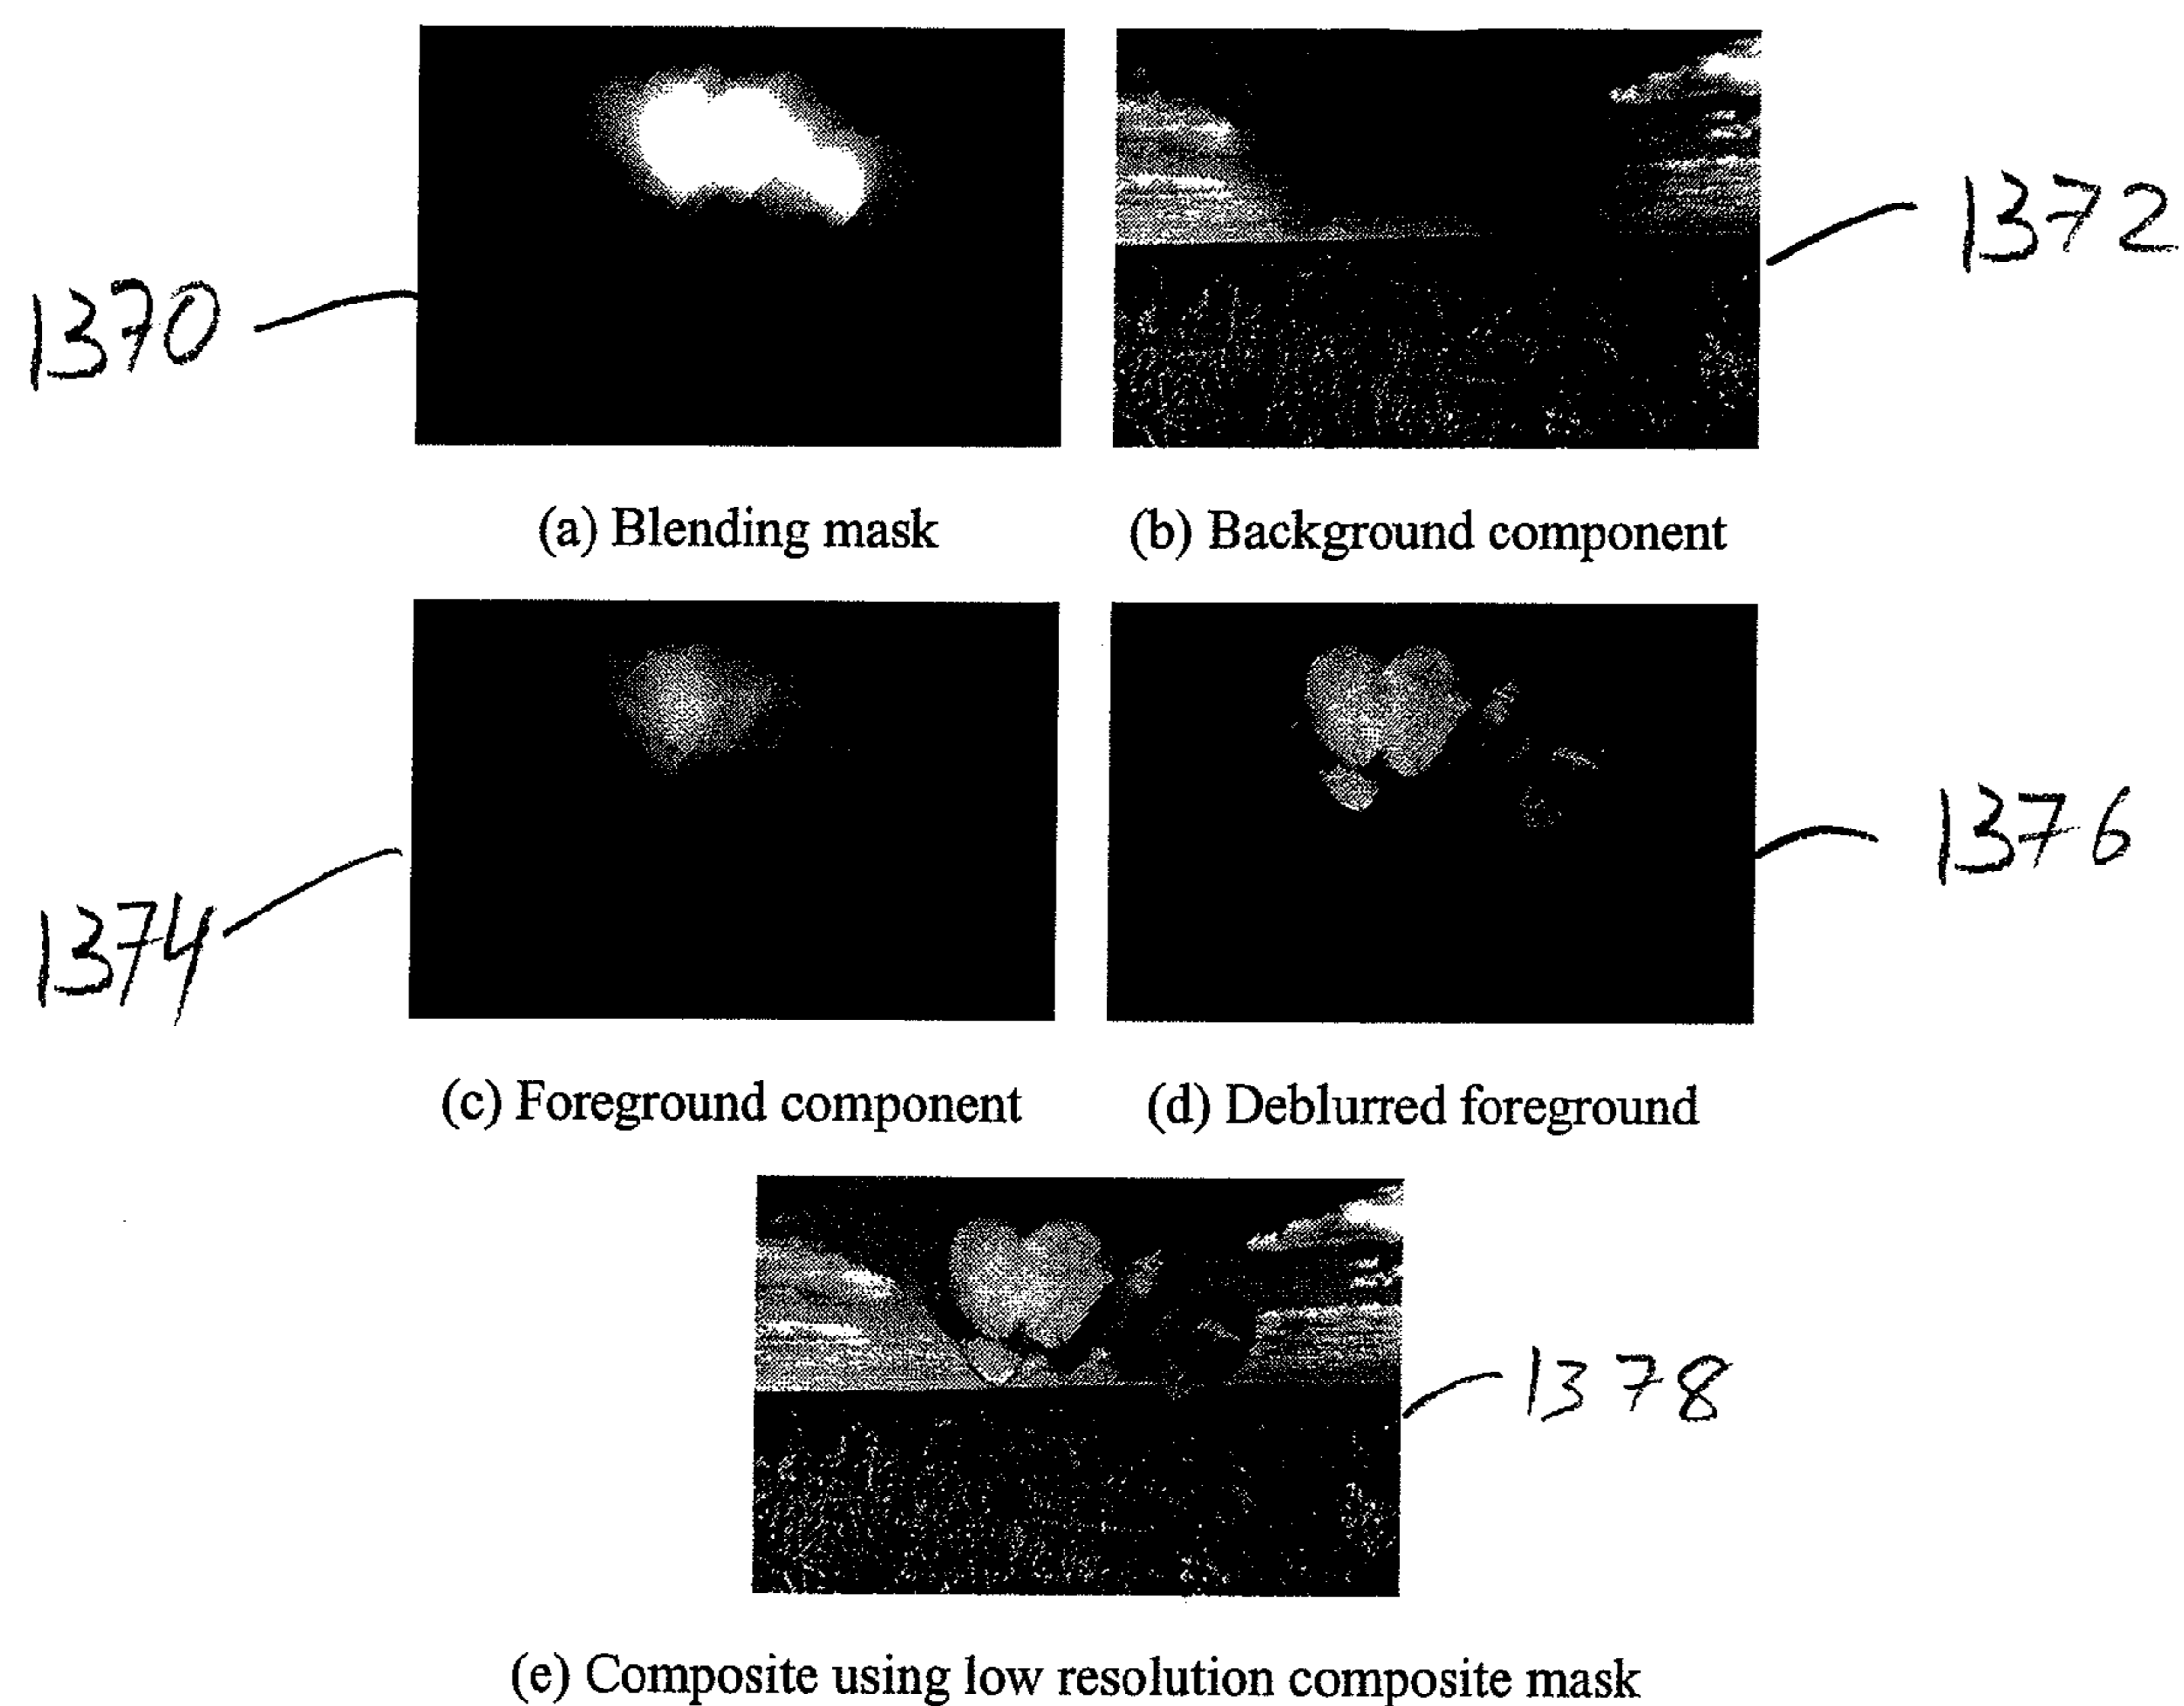 1370
1372
(a) Blending mask
(b) Background component
1374
1376
(c) Foreground component
(d) Deblurred foreground
1378
(e) Composite using low resolution composite mask